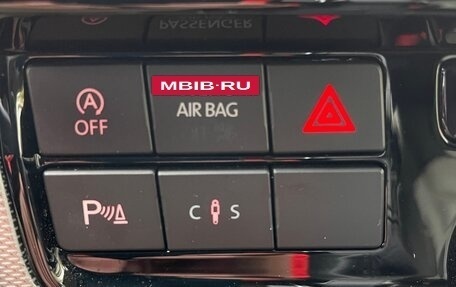 PASSENGER
A
MBIB-RU
OFF
AIR BAG
P
C S